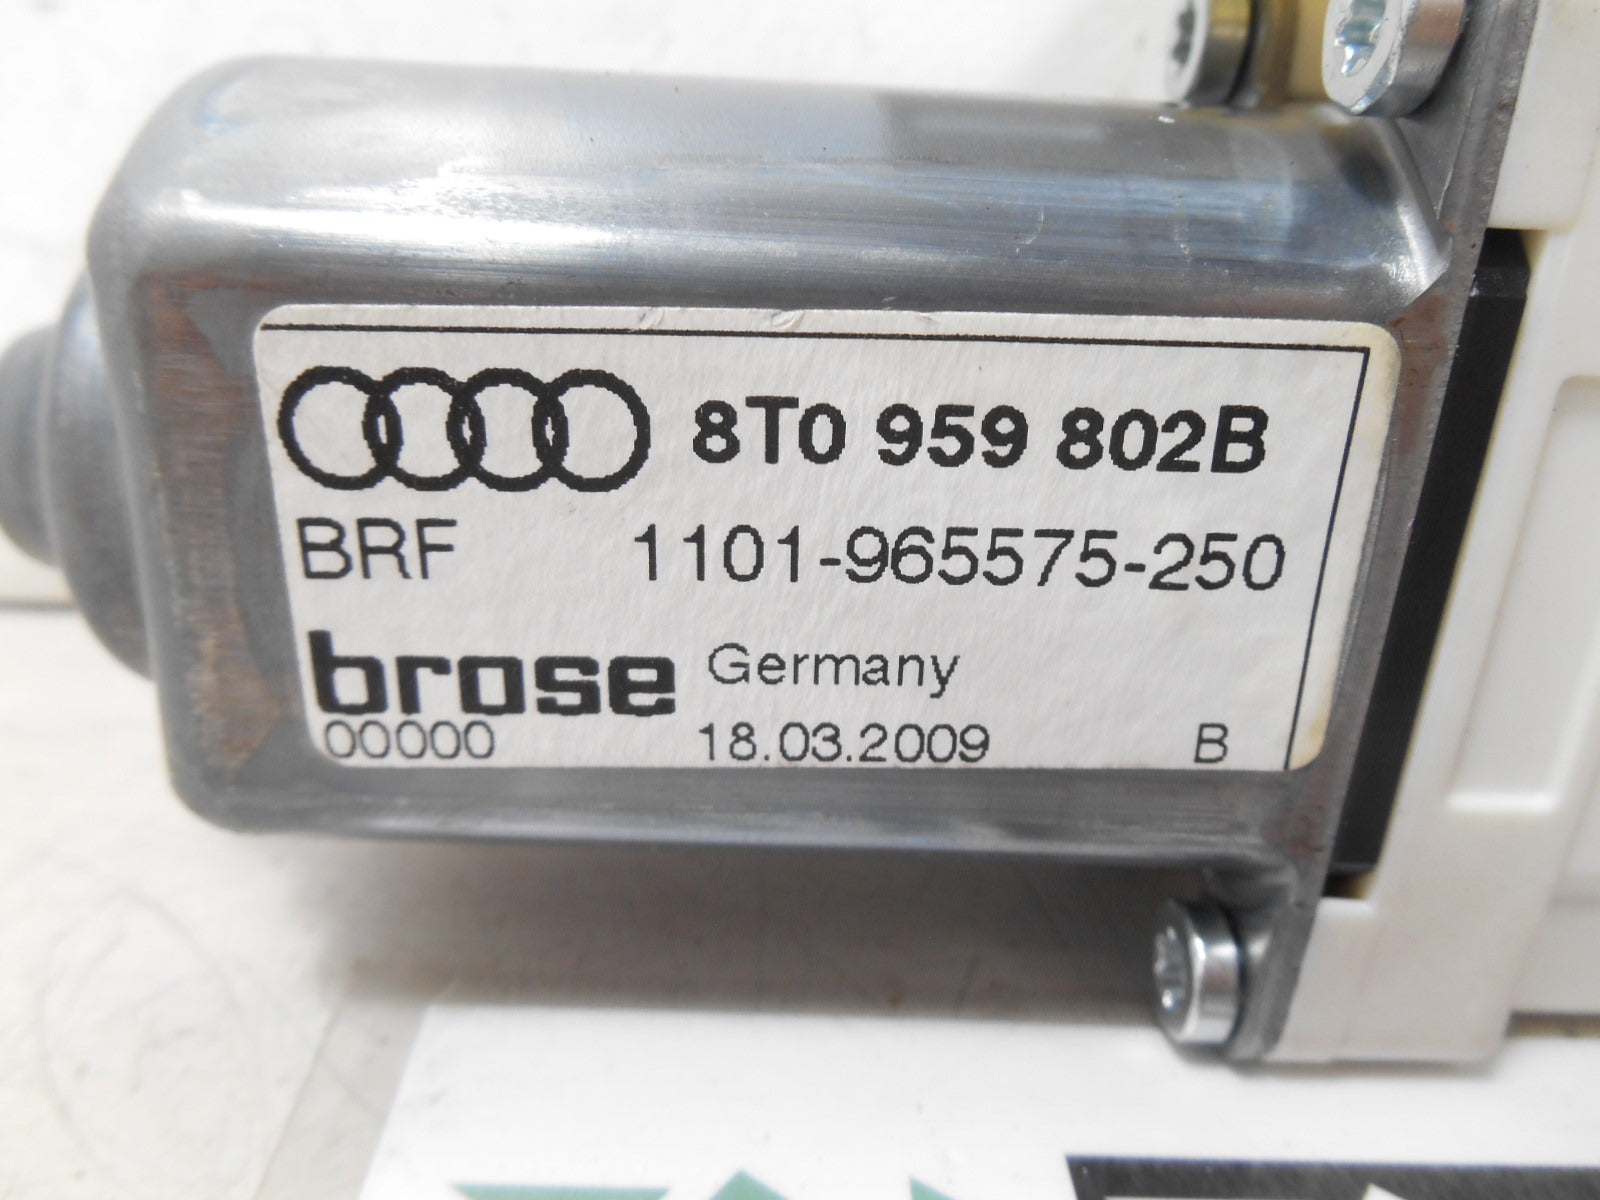 8T0 959 802B
BRF 1101-965575-250
brose Germany
00000 18.03.2009 B